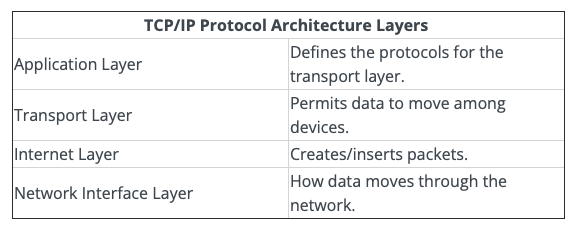 TCP/IP Protocol Architecture Layers
Application Layer
Defines the protocols for the
transport layer.
Transport Layer
Permits data to move among
devices.
Internet Layer
Creates/inserts packets.
Network Interface Layer
How data moves through the
network.